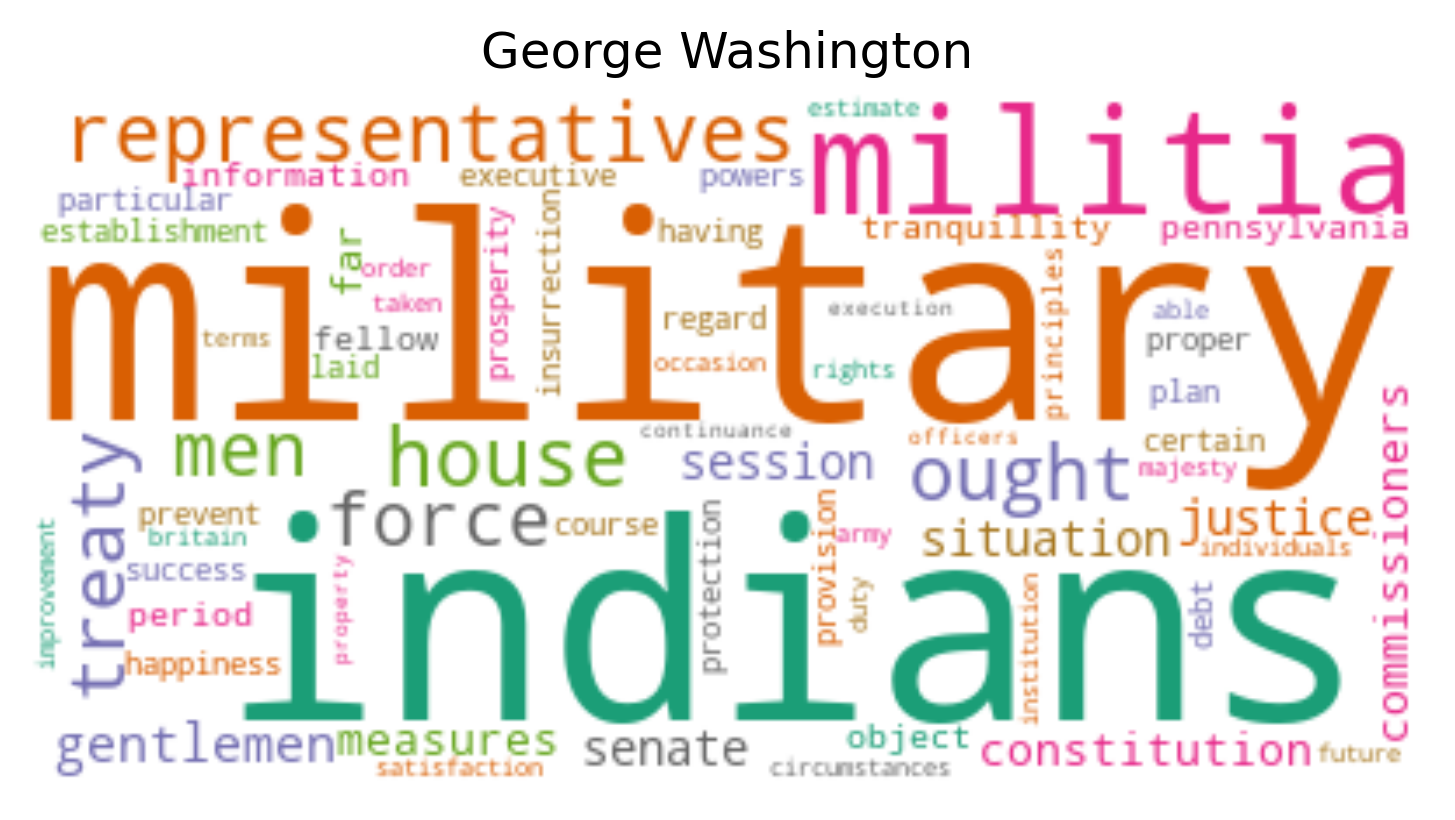 George Washington
estimate
representatives
militia
information
executive
powers
particular
establishment
far
order
prosperity
insurrection
having
tranquillity
pennsylvania
military
taken
terms
fellow
laid
regard
occasion
execution
rights
principles
able
proper
plan
commissioners
treaty
men
house
continuance
session
officers
ought
certain
majesty
prevent
britain
force
course
protection
provision
army
situation
justice
individuals
improvement
success
period
happiness
property
indians
duty
institution
debt
gentlemen
measures
satisfaction
senate
object
circumstances
constitution
future